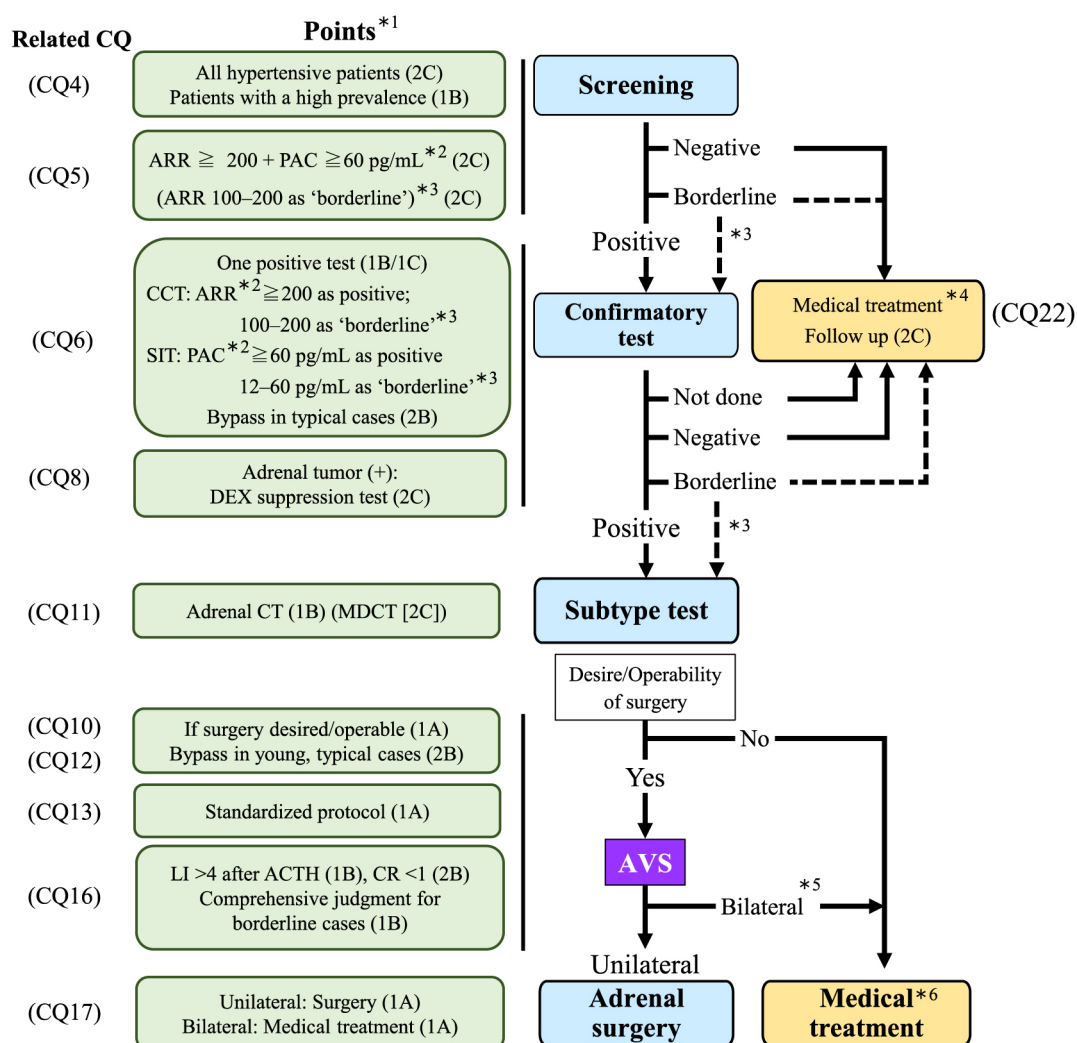 Related CQ
Points*1
(CQ4)
All hypertensive patients (2C)
Patients with a high prevalence (1B)
Screening
(CQ5)
ARR ≧ 200 + PAC ≧60 pg/mL*2 (2C)
(ARR 100–200 as ‘borderline’)*3 (2C)
Negative
Borderline
Positive
*3
(CQ6)
One positive test (1B/1C)
CCT: ARR*2≧200 as positive;
100–200 as ‘borderline’*3
SIT: PAC*2≧60 pg/mL as positive
12–60 pg/mL as ‘borderline’*3
Bypass in typical cases (2B)
Confirmatory
test
Medical treatment*4
Follow up (2C)
(CQ22)
Not done
Negative
Borderline
Positive
*3
(CQ8)
Adrenal tumor (+):
DEX suppression test (2C)
(CQ11)
Adrenal CT (1B) (MDCT [2C])
Subtype test
Desire/Operability
of surgery
(CQ10)
(CQ12)
If surgery desired/operable (1A)
Bypass in young, typical cases (2B)
No
Yes
(CQ13)
Standardized protocol (1A)
AVS
(CQ16)
LI >4 after ACTH (1B), CR <1 (2B)
Comprehensive judgment for
borderline cases (1B)
Bilateral*5
Unilateral
(CQ17)
Unilateral: Surgery (1A)
Bilateral: Medical treatment (1A)
Adrenal
surgery
Medical*6
treatment